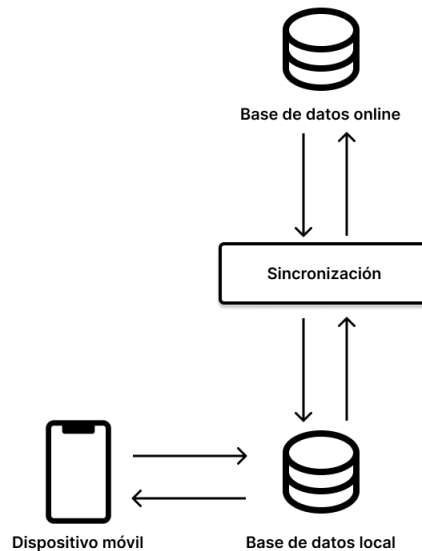 Base de datos online
Sincronización
Dispositivo móvil
Base de datos local